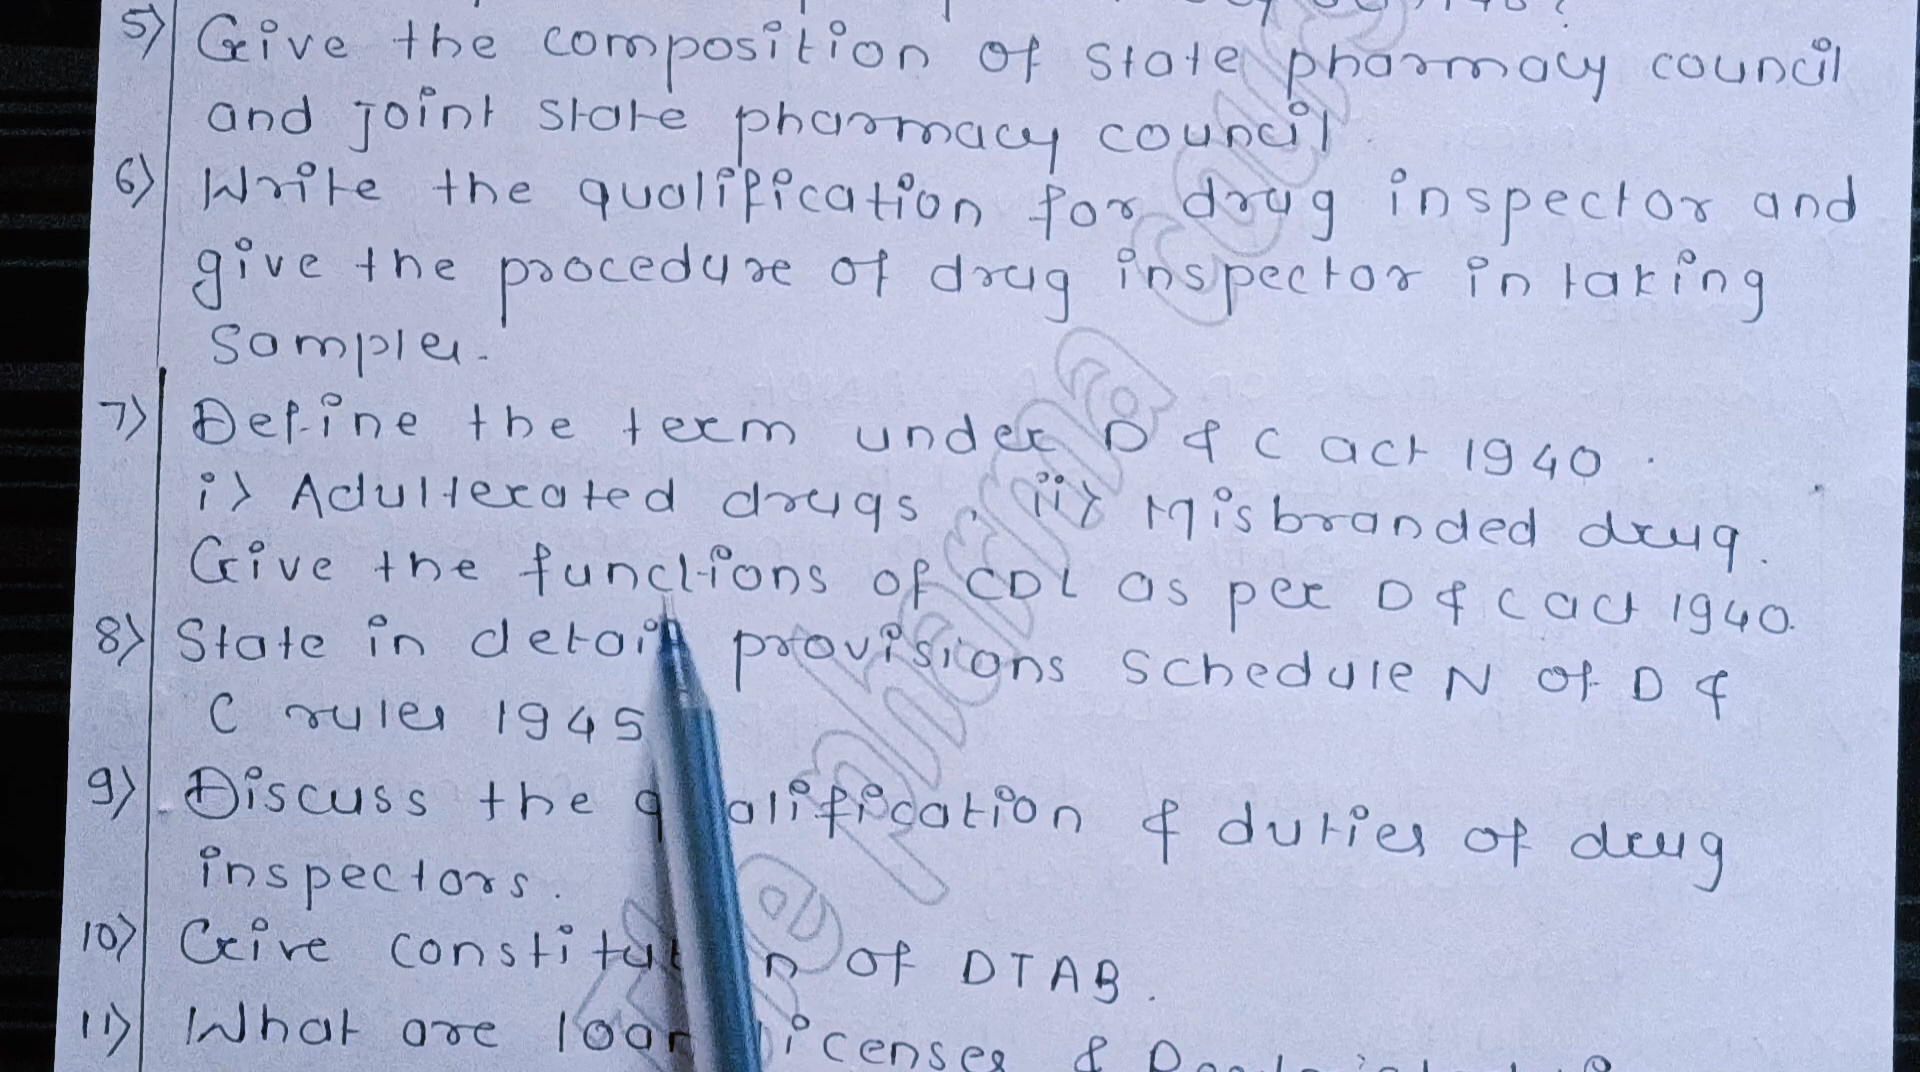 5) Give the composition of state pharmacy council
and joint state pharmacy council.
6) Write the qualification for drug inspector and
give the procedure of drug inspector in taking
samples.
7) Define the term under D & C act 1940.
i) Adulterated drugs, ii) Misbranded drug.
Give the functions of CDL as per D & C act 1940.
8) State in detail provisions schedule N of D &
C rules 1945
9) Discuss the qualification & duties of drug
inspectors.
10) Give constitution of DTAB.
11) What are loan licenses &